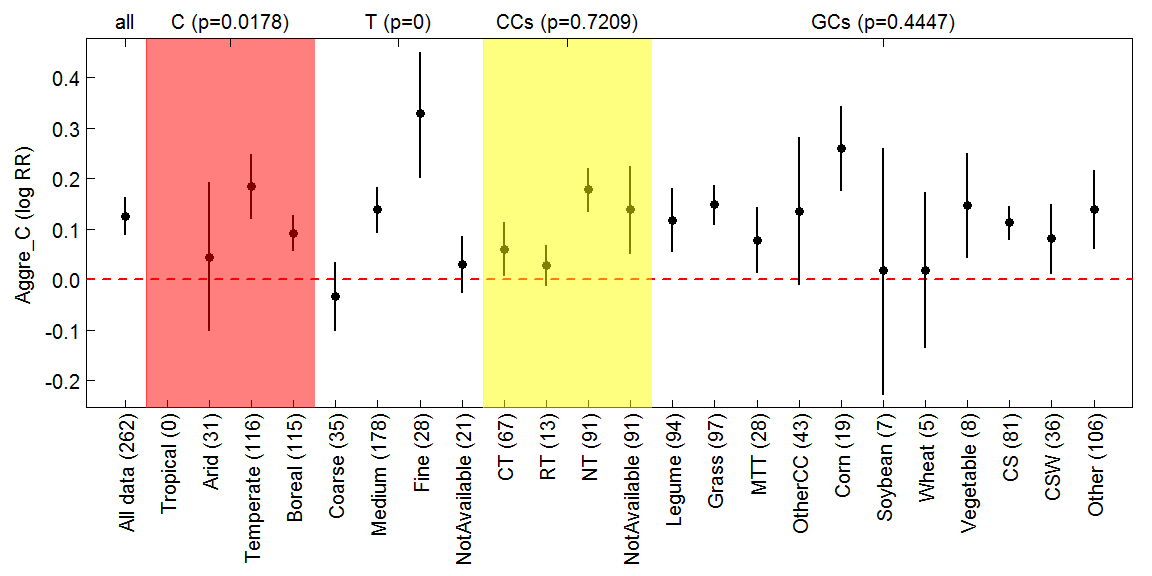 all
C (p=0.0178)
T (p=0)
CCs (p=0.7209)
GCs (p=0.4447)
Aggre_C (log RR)
0.4
0.3
0.2
0.1
0.0
-0.1
-0.2
All data (262)
Tropical (0)
Arid (31)
Temperate (116)
Boreal (115)
Coarse (35)
Medium (178)
Fine (28)
NotAvailable (21)
CT (67)
RT (13)
NT (91)
NotAvailable (91)
Legume (94)
Grass (97)
MTT (28)
OtherCC (43)
Corn (19)
Soybean (7)
Wheat (5)
Vegetable (8)
CS (81)
CSW (36)
Other (106)